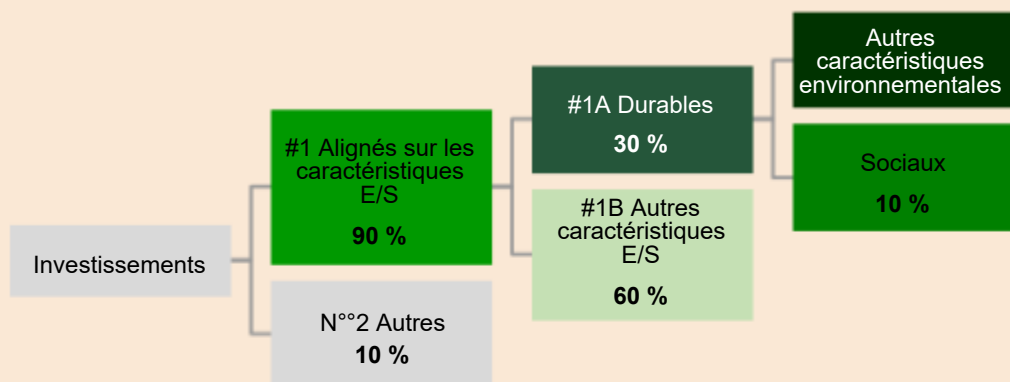 Investissements
#1 Alignés sur les
caractéristiques
E/S
90 %
N°°2 Autres
10 %
#1A Durables
30 %
#1B Autres
caractéristiques
E/S
60 %
Autres
caractéristiques
environnementales
Sociaux
10 %